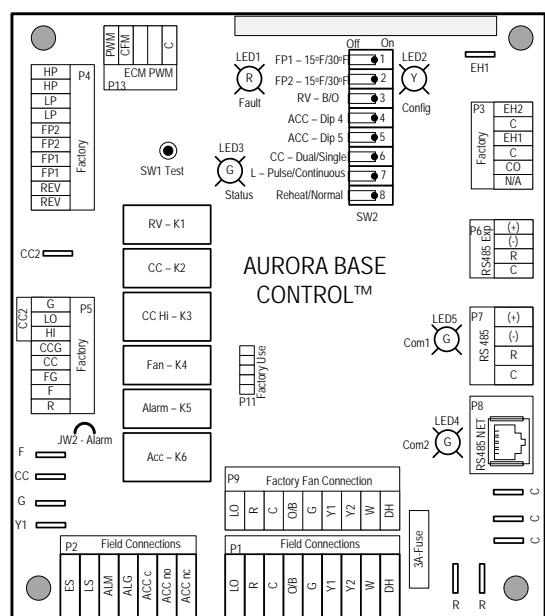 PWM
CFM
C
ECM PWM
P13
P4
HP
HP
LP
LP
FP2
FP2
FP1
FP1
REV
REV
Factory
LED1
R
Fault
SW1 Test
LED3
G
Status
Off On
FP1 – 15ºF/30ºF 1
FP2 – 15ºF/30ºF 2
RV – B/O 3
ACC – Dip 4 4
ACC – Dip 5 5
CC – Dual/Single 6
L – Pulse/Continuous 7
Reheat/Normal 8
SW2
LED2
Y
Config
EH1
P3
Factory
EH2
C
EH1
C
CO
N/A
RV – K1
CC – K2
CC Hi – K3
Fan – K4
Alarm – K5
Acc – K6
AURORA BASE
CONTROL™
P6
RS485 Exp
(+)
(-)
R
C
CC2
CC2
P5
G
LO
HI
CCG
CC
FG
F
R
Factory
JW2 - Alarm
P11
Factory Use
LED5
Com1
G
P7
RS 485
(+)
(-)
R
C
LED4
Com2
G
P8
RS485 NET
F
CC
G
Y1
P9 Factory Fan Connection
LO R C O/B G Y1 Y2 W DH
3A-Fuse
C
C
C
R R
P2 Field Connections
ES LS ALM ALG ACC c ACC no ACC nc
P1 Field Connections
LO R C O/B G Y1 Y2 W DH